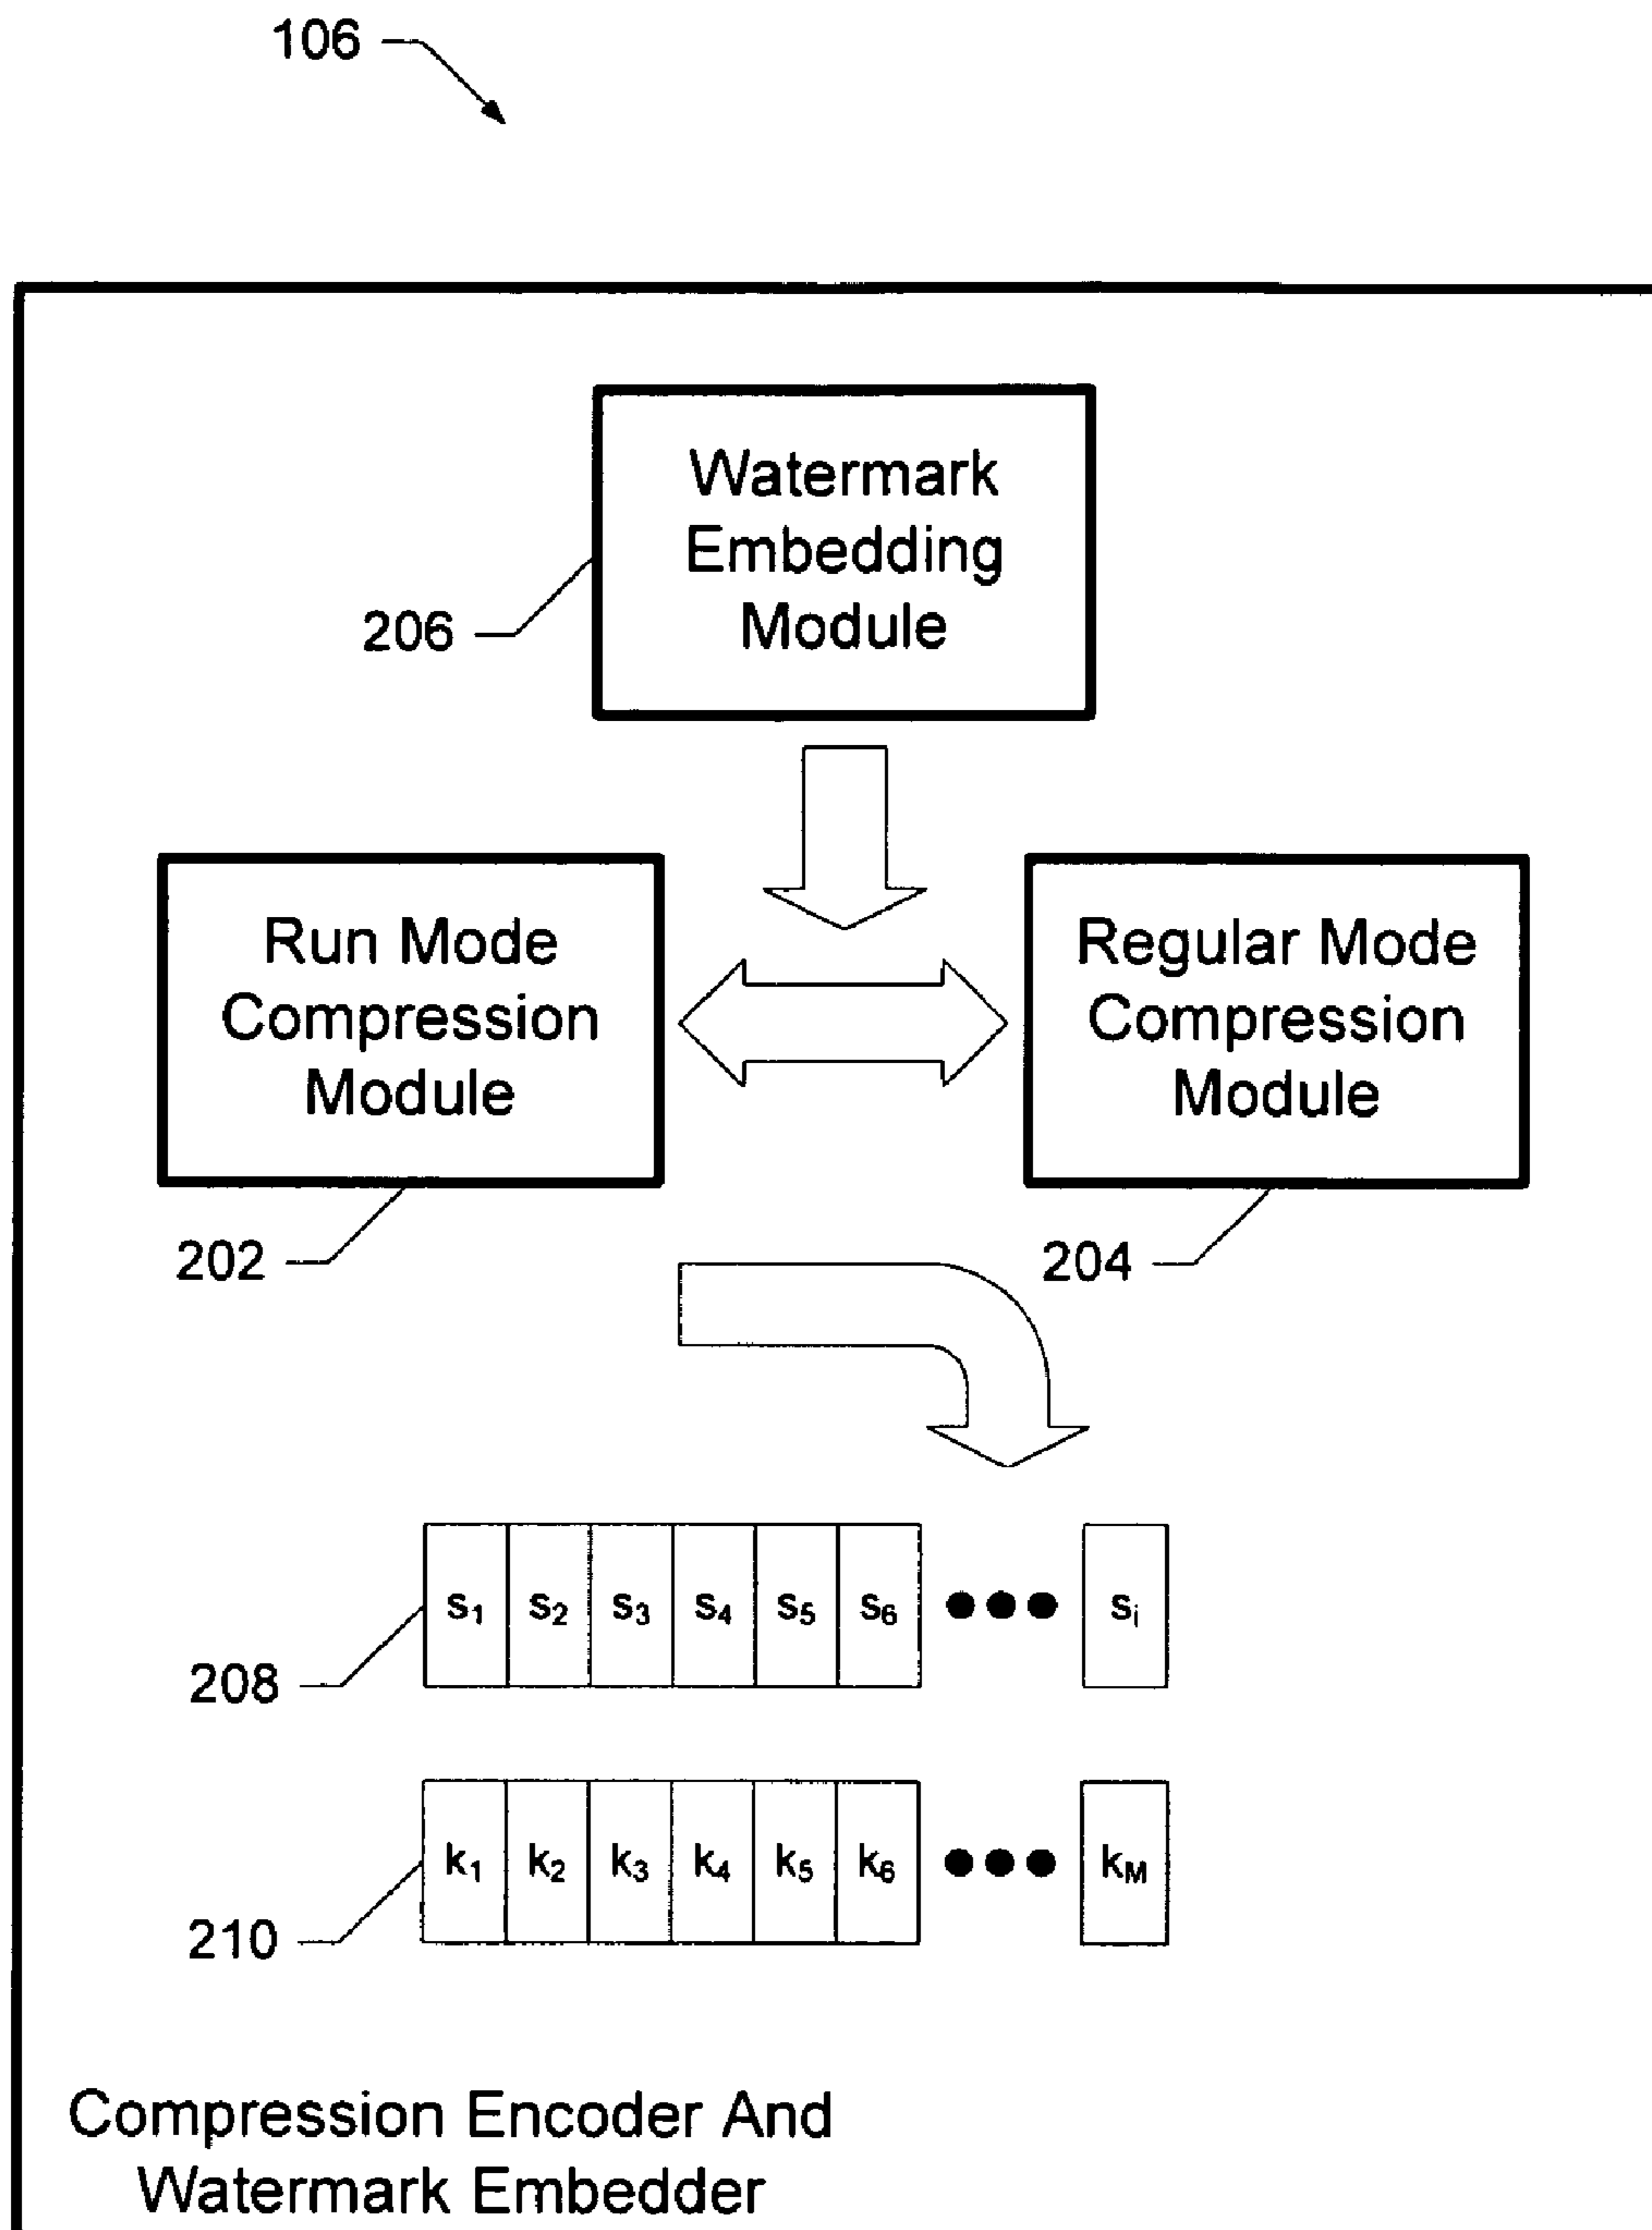 106
Watermark
Embedding
Module
206
Run Mode
Compression
Module
Regular Mode
Compression
Module
202
204
s₁ s₂ s₃ s₄ s₅ s₆ ●●● sᵢ
208
k₁ k₂ k₃ k₄ k₅ k₆ ●●● k_M
210
Compression Encoder And
Watermark Embedder